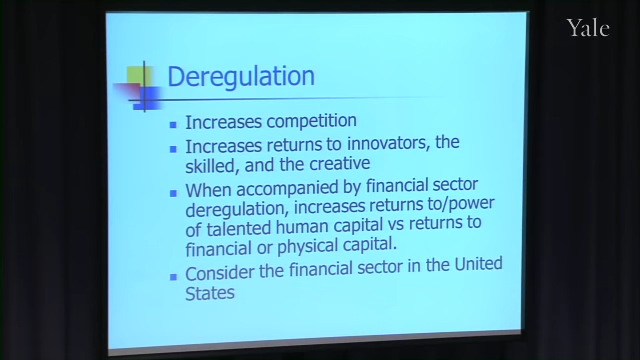 Yale
Deregulation
Increases competition
Increases returns to innovators, the
skilled, and the creative
When accompanied by financial sector
deregulation, increases returns to/power
of talented human capital vs returns to
financial or physical capital.
Consider the financial sector in the United
States